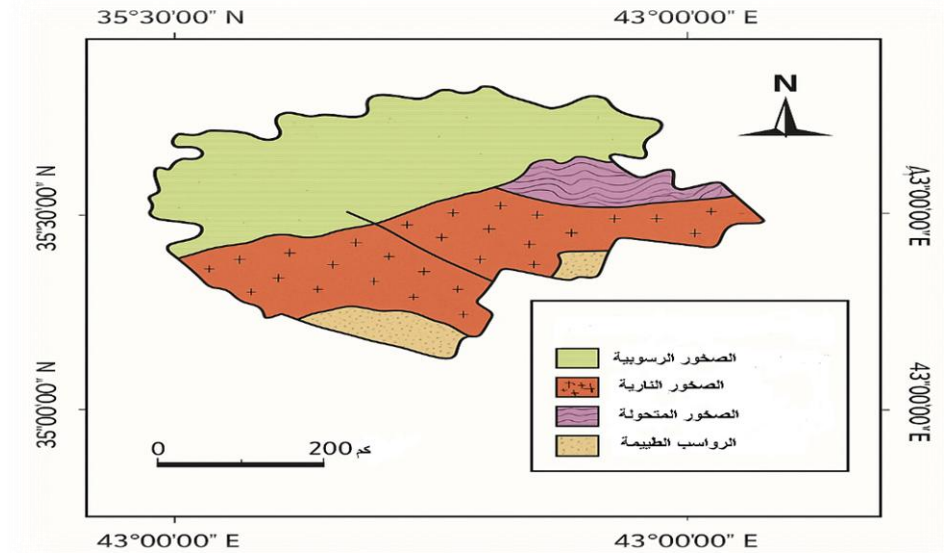 35°30'00" N
43°00'00" E
N
35°30'00" N
43°00'00"E
35°00'00" N
43°00'00"E
الصخور الرسوبية
الصخور النارية
الصخور المتحولة
الرواسب الطييمة
0
200 كم
43°00'00" E
43°00'00" E